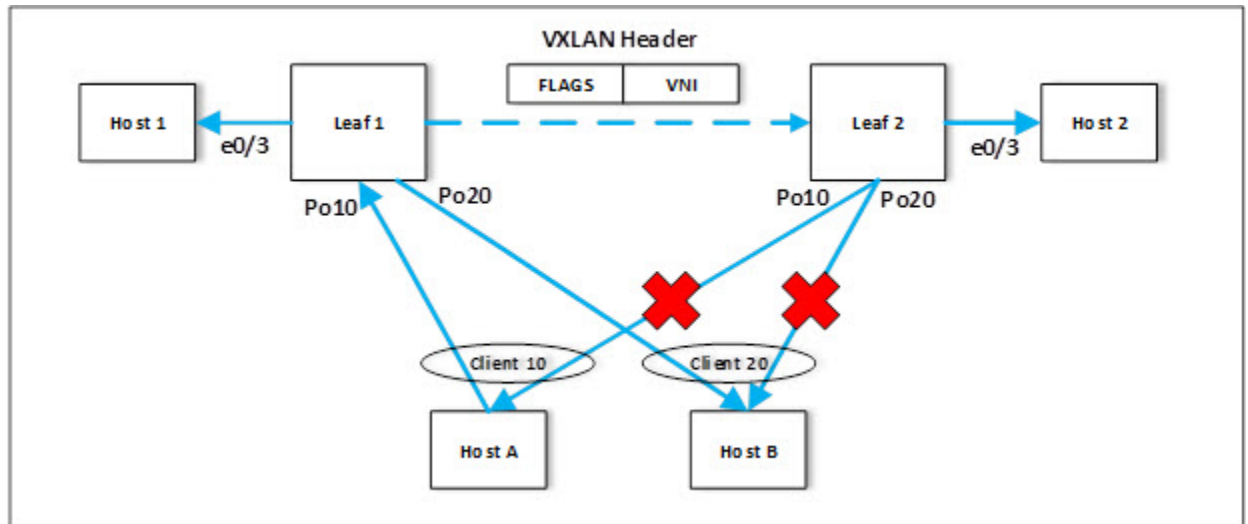 VXLAN Header
FLAGS VNI
Host 1
Leaf 1
Leaf 2
Host 2
e0/3
e0/3
Po10
Po20
Po10
Po20
Client 10
Client 20
Host A
Host B